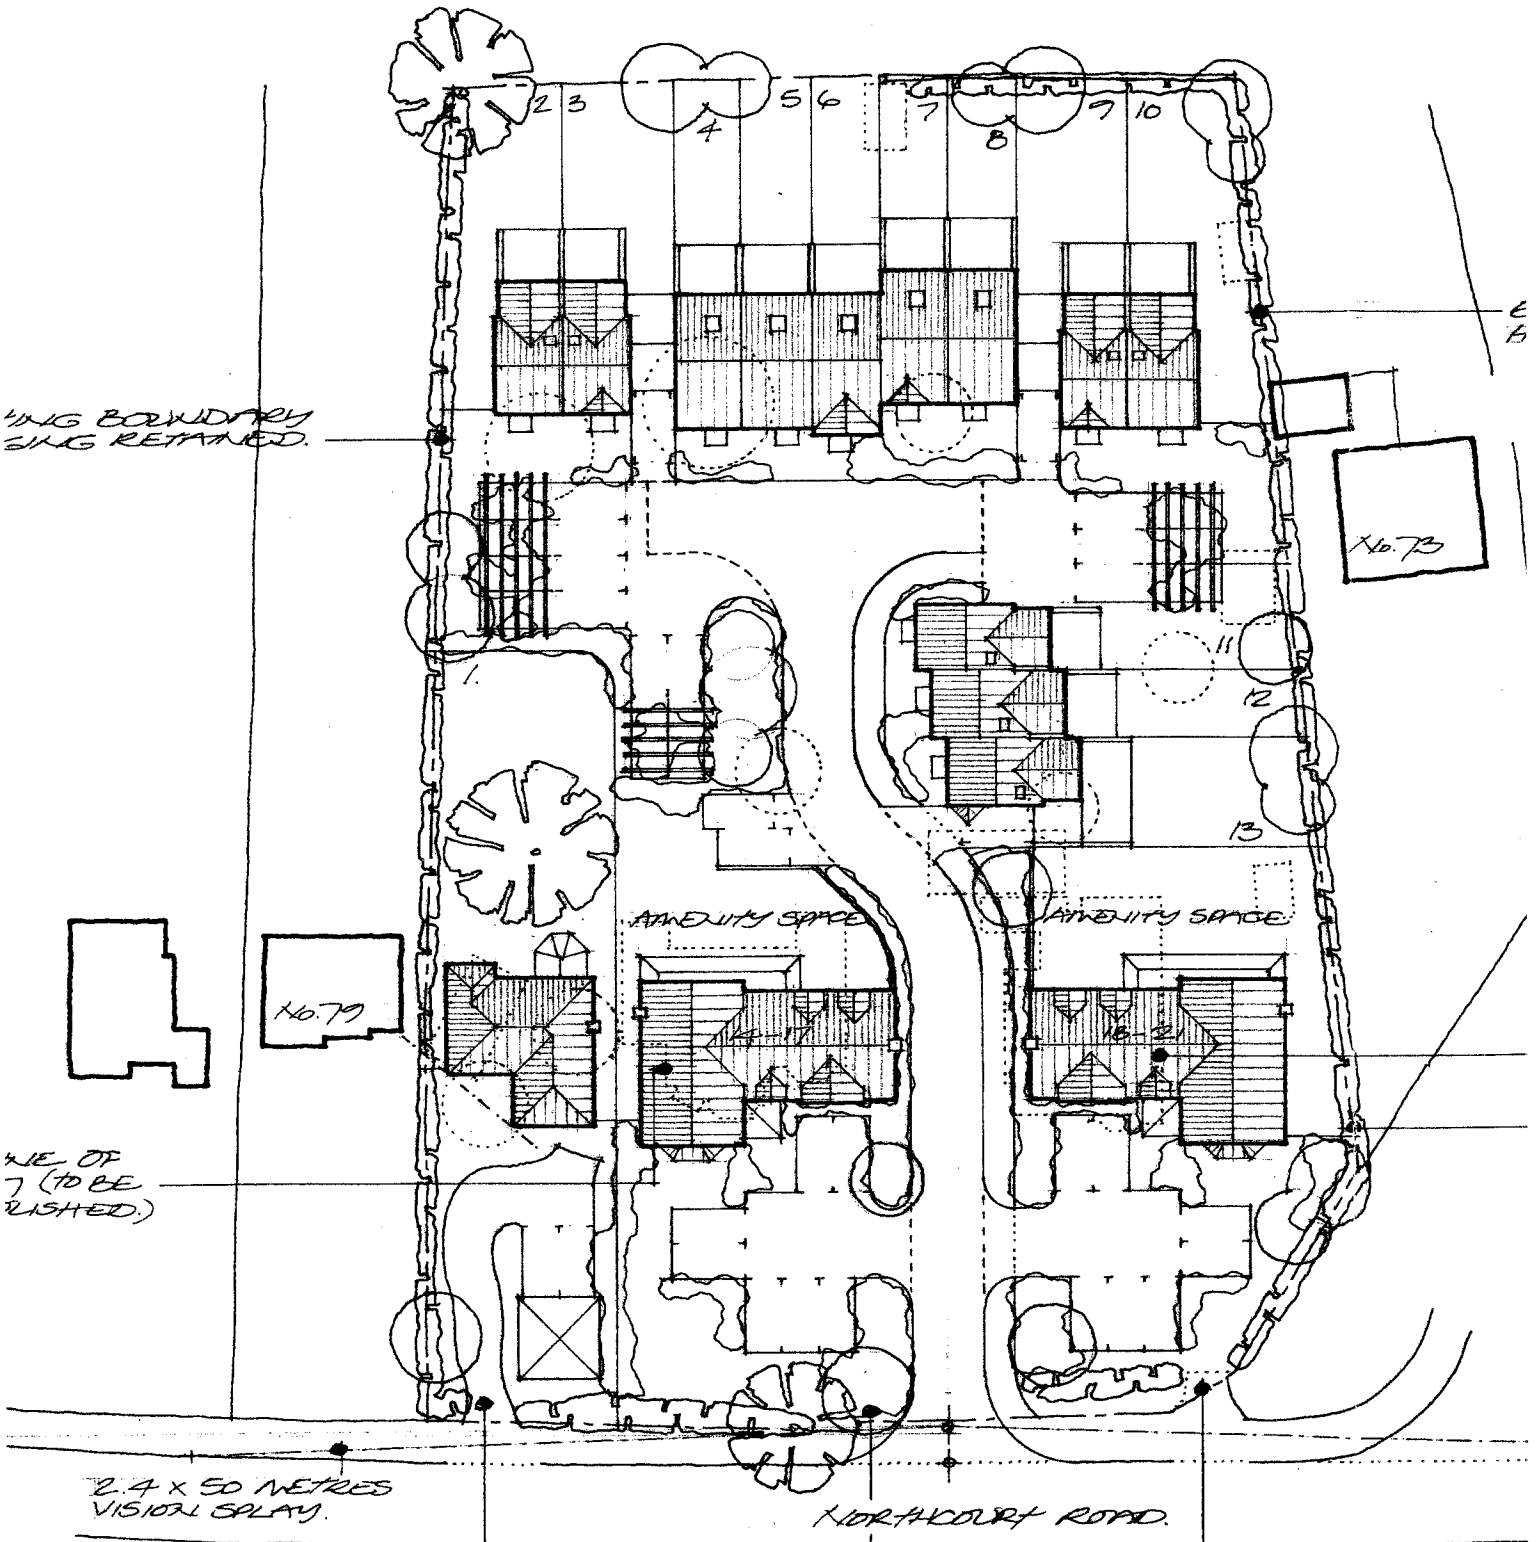 2 3
4
5 6
7
8
9 10
E
'ING BOUNDARY
SING RETAINED.
No. 73
1.
11
12
13
AMENITY SPACE
AMENITY SPACE
No. 79
14-17
18-21
NE OF
7 (TO BE
LISHED.)
2.4 X 50 METRES
VISION SPLAY.
NORTHCOURT ROAD.